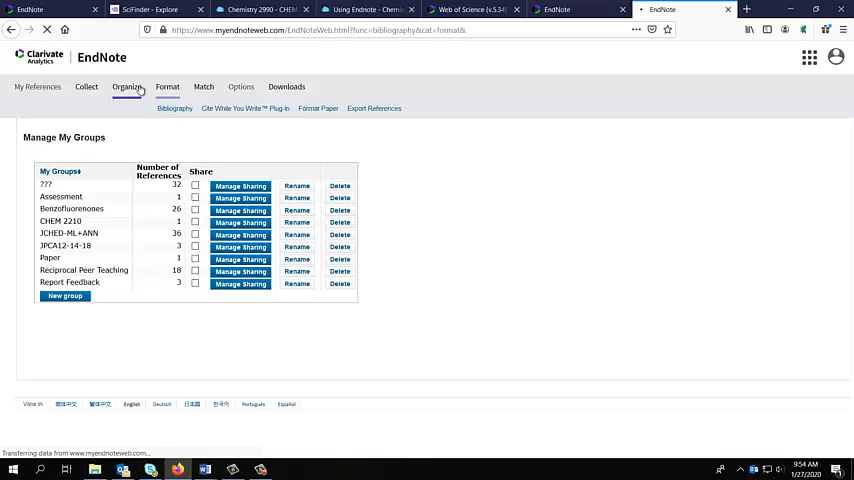 EndNote
SciFinder - Explore
Chemistry 2990 - CHEM
Using Endnote - Chemis
Web of Science [v.5.34]
EndNote
EndNote
https://www.myendnoteweb.com/EndNoteWeb.html?func=bibliography&cat=format&
Clarivate Analytics
EndNote
My References
Collect
Organize
Format
Match
Options
Downloads
Bibliography
Cite While You Write™ Plug-In
Format Paper
Export References
Manage My Groups
My Groups
Number of References
Share
??? 32 Manage Sharing Rename Delete
Assessment 1 Manage Sharing Rename Delete
Benzofluorenones 26 Manage Sharing Rename Delete
CHEM 2210 1 Manage Sharing Rename Delete
JCHED-ML+ANN 36 Manage Sharing Rename Delete
JPCA12-14-18 3 Manage Sharing Rename Delete
Paper 1 Manage Sharing Rename Delete
Reciprocal Peer Teaching 18 Manage Sharing Rename Delete
Report Feedback 3 Manage Sharing Rename Delete
New group
View in 简体中文 繁體中文 English Deutsch 日本語 한국어 Português Español
Transferring data from www.myendnoteweb.com...
9:54 AM
1/27/2020